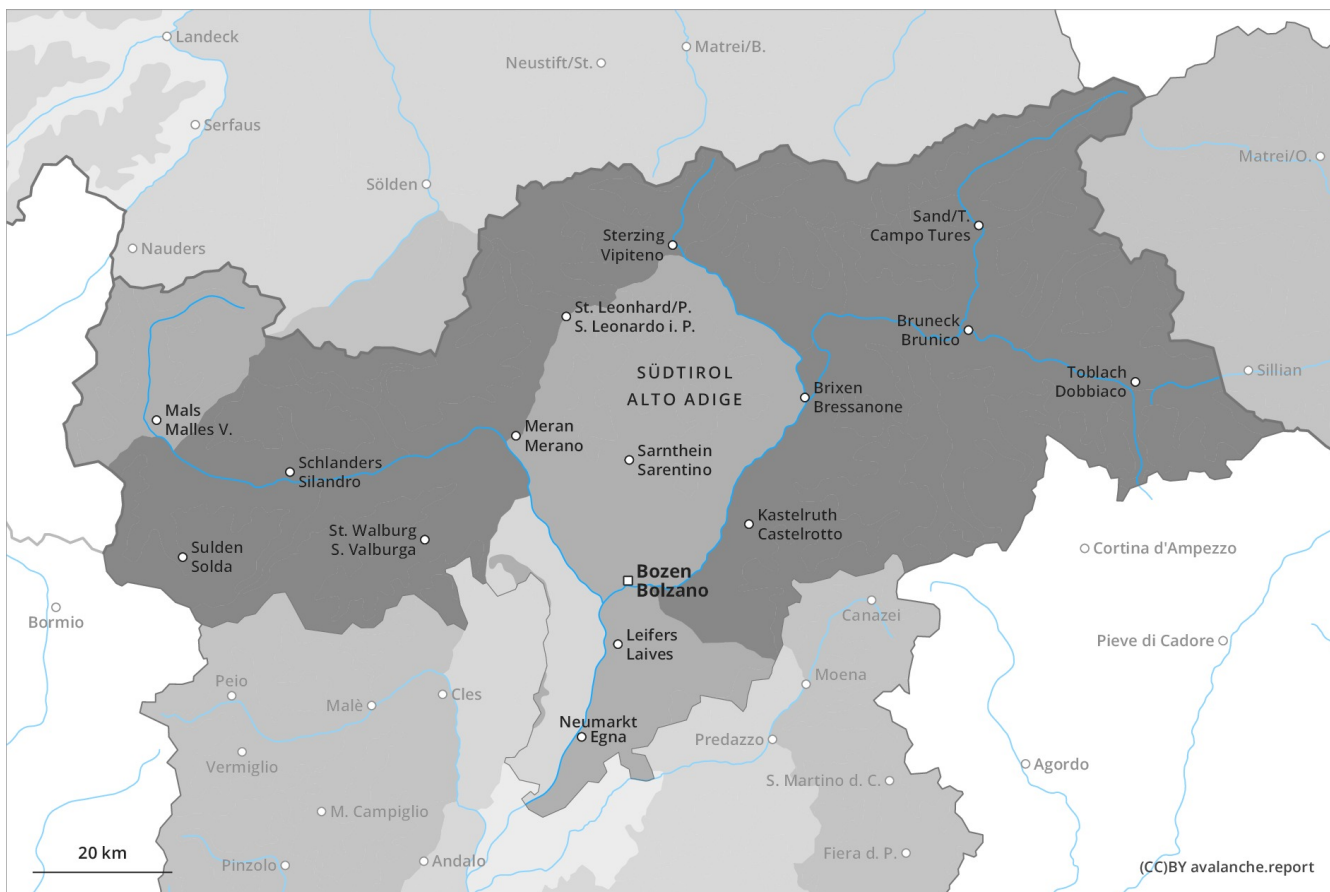 Landeck
Matrei/B.
Neustift/St.
Serfaus
Matrei/O.
Sölden
Sand/T.
Campo Tures
Sterzing
Vipiteno
Nauders
St. Leonhard/P.
S. Leonardo i. P.
Bruneck
Brunico
SÜDTIROL
ALTO ADIGE
Toblach
Dobbiaco
Sillian
Brixen
Bressanone
Mals
Malles V.
Meran
Merano
Sarnthein
Sarentino
Schlanders
Silandro
Kastelruth
Castelrotto
St. Walburg
S. Valburga
Sulden
Solda
Cortina d'Ampezzo
Bozen
Bolzano
Bormio
Canazei
Leifers
Laives
Pieve di Cadore
Peio
Moena
Malè
Cles
Neumarkt
Egna
Predazzo
Vermiglio
Agordo
S. Martino d. C.
M. Campiglio
20 km
Pinzolo
Andalo
Fiera d. P.
(CC)BY avalanche.report